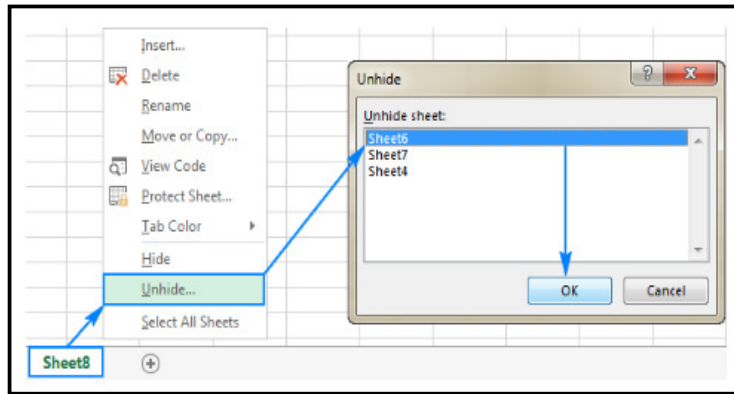 Insert...
Delete
Rename
Move or Copy...
View Code
Protect Sheet...
Tab Color
Hide
Unhide...
Select All Sheets
Sheet8
Unhide
Unhide sheet:
Sheet6
Sheet7
Sheet4
OK
Cancel